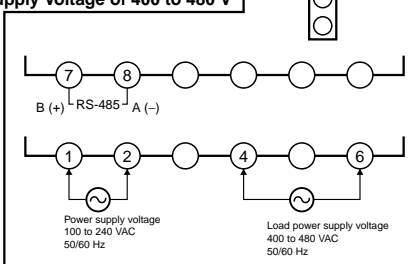 upply voltage of 400 to 480 V
7 8
B (+) RS-485 A (–)
1 2 4 6
Power supply voltage
100 to 240 VAC
50/60 Hz
Load power supply voltage
400 to 480 VAC
50/60 Hz